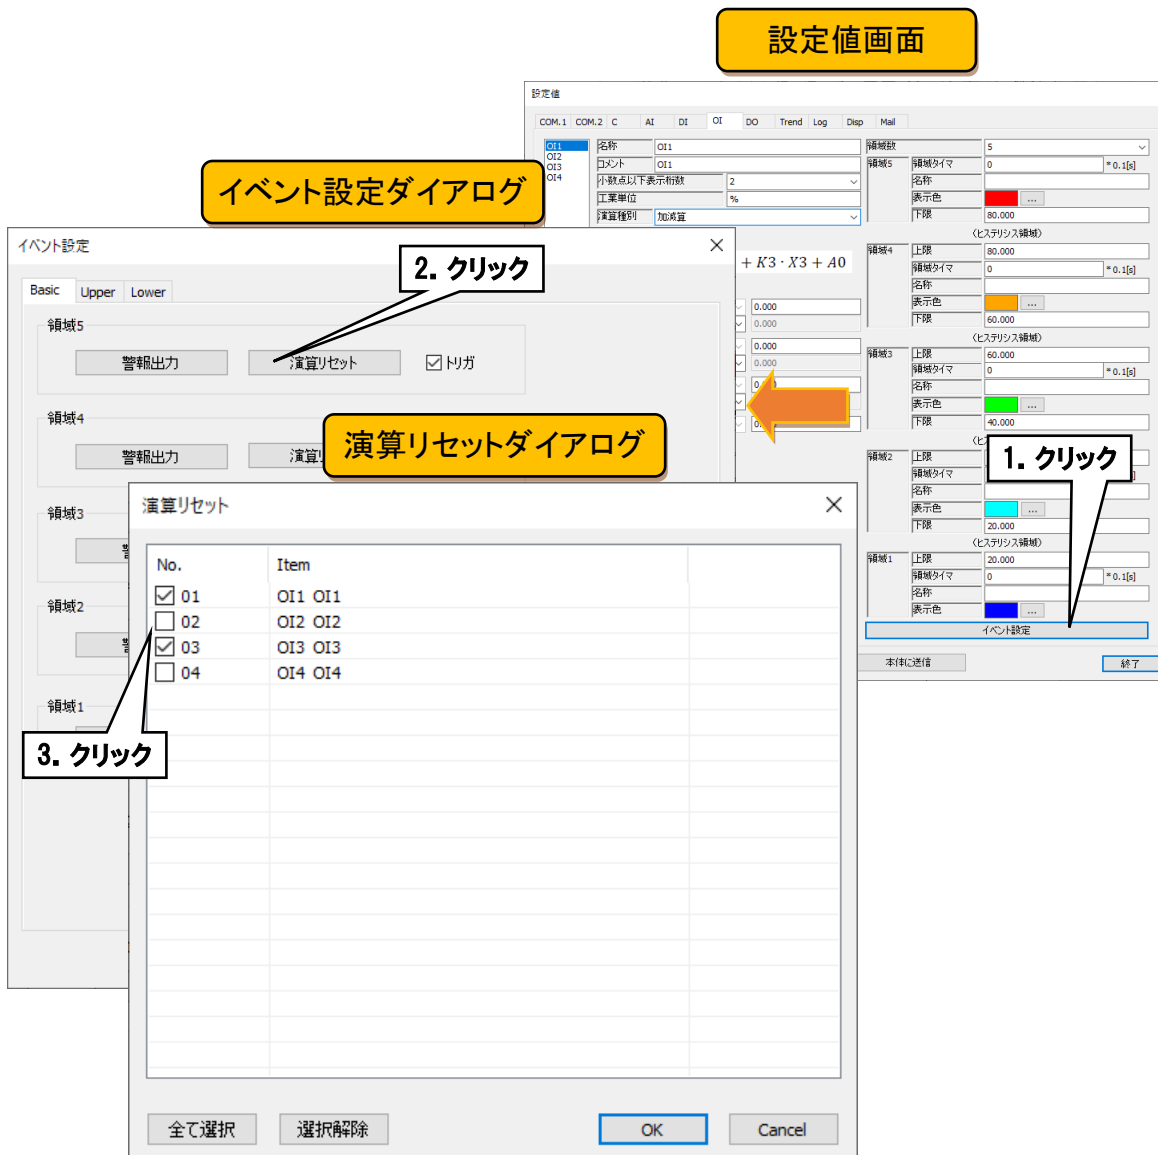 設定値画面
設定値
COM.1 COM.2 C AI DI OI DO Trend Log Disp Mail
OI1
OI2
OI3
OI4
名称 OI1
コメント OI1
小数点以下表示桁数 2
工業単位 %
演算種別 加減算
+ K3 · X3 + A0
0.000
0.000
0.000
0.000
領域数 5
領域5 領域タイマ 0 * 0.1[s]
名称
表示色 ...
下限 80.000
(ヒステリシス領域)
領域4 上限 80.000
領域タイマ 0 * 0.1[s]
名称
表示色 ...
下限 60.000
(ヒステリシス領域)
領域3 上限 60.000
領域タイマ 0 * 0.1[s]
名称
表示色 ...
下限 40.000
領域2 上限
領域タイマ
名称
表示色 ...
下限 20.000
(ヒステリシス領域)
領域1 上限 20.000
領域タイマ 0 * 0.1[s]
名称
表示色 ...
イベント設定
本体に送信 終了
1. クリック
イベント設定ダイアログ
イベント設定
2. クリック
Basic Upper Lower
領域5
警報出力 演算リセット トリガ
領域4
警報出力 演算
領域3
領域2
領域1
演算リセットダイアログ
演算リセット
No. Item
01 OI1 OI1
02 OI2 OI2
03 OI3 OI3
04 OI4 OI4
3. クリック
全て選択 選択解除 OK Cancel